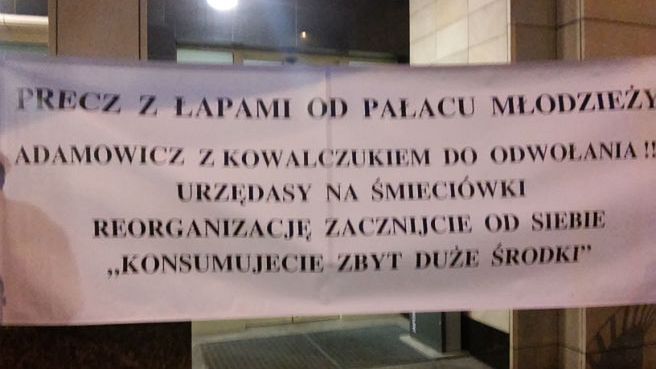 PRECZ Z ŁAPAMI OD PAŁACU MŁODZIEŻY
ADAMOWICZ Z KOWALCZUKIEM DO ODWOŁANIA !!
URZĘDASY NA ŚMIECIÓWKI
REORGANIZACJĘ ZACZNIJCIE OD SIEBIE
„KONSUMUJECIE ZBYT DUŻE ŚRODKI”